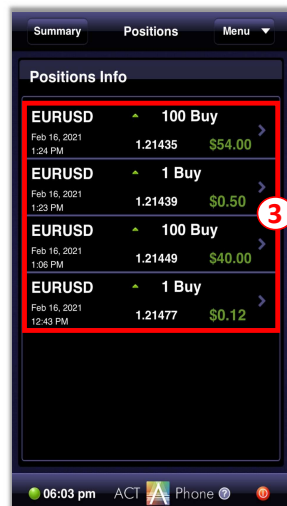 Summary Positions Menu
Positions Info
EURUSD 100 Buy
Feb 16, 2021
1:24 PM 1.21435 $54.00
EURUSD 1 Buy
Feb 16, 2021
1:23 PM 1.21439 $0.50
3
EURUSD 100 Buy
Feb 16, 2021
1:06 PM 1.21449 $40.00
EURUSD 1 Buy
Feb 16, 2021
12:43 PM 1.21477 $0.12
06:03 pm ACT Phone ?